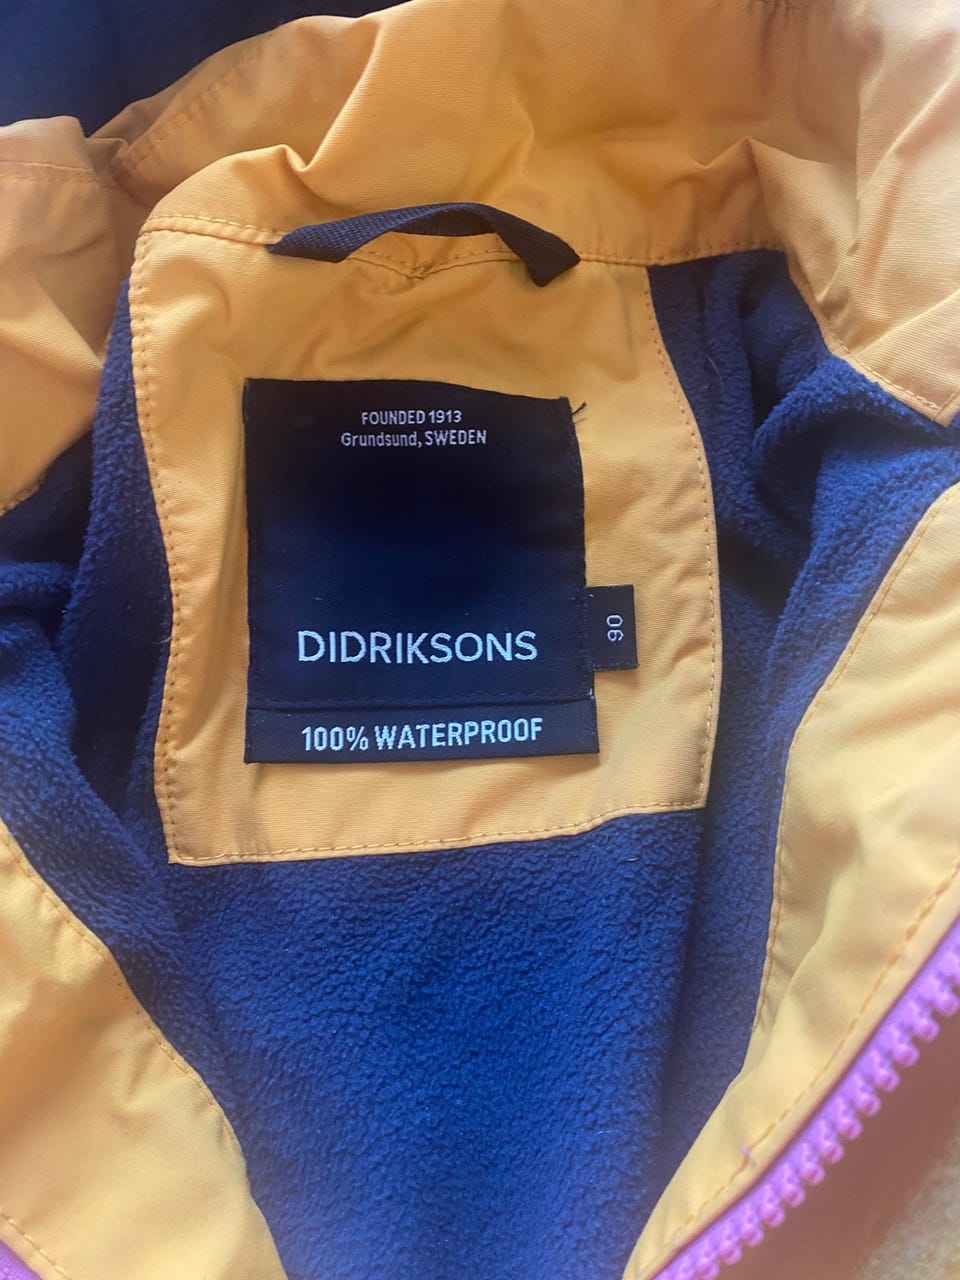 FOUNDED 1913
Grundsund, SWEDEN
DIDRIKSONS
90
100% WATERPROOF